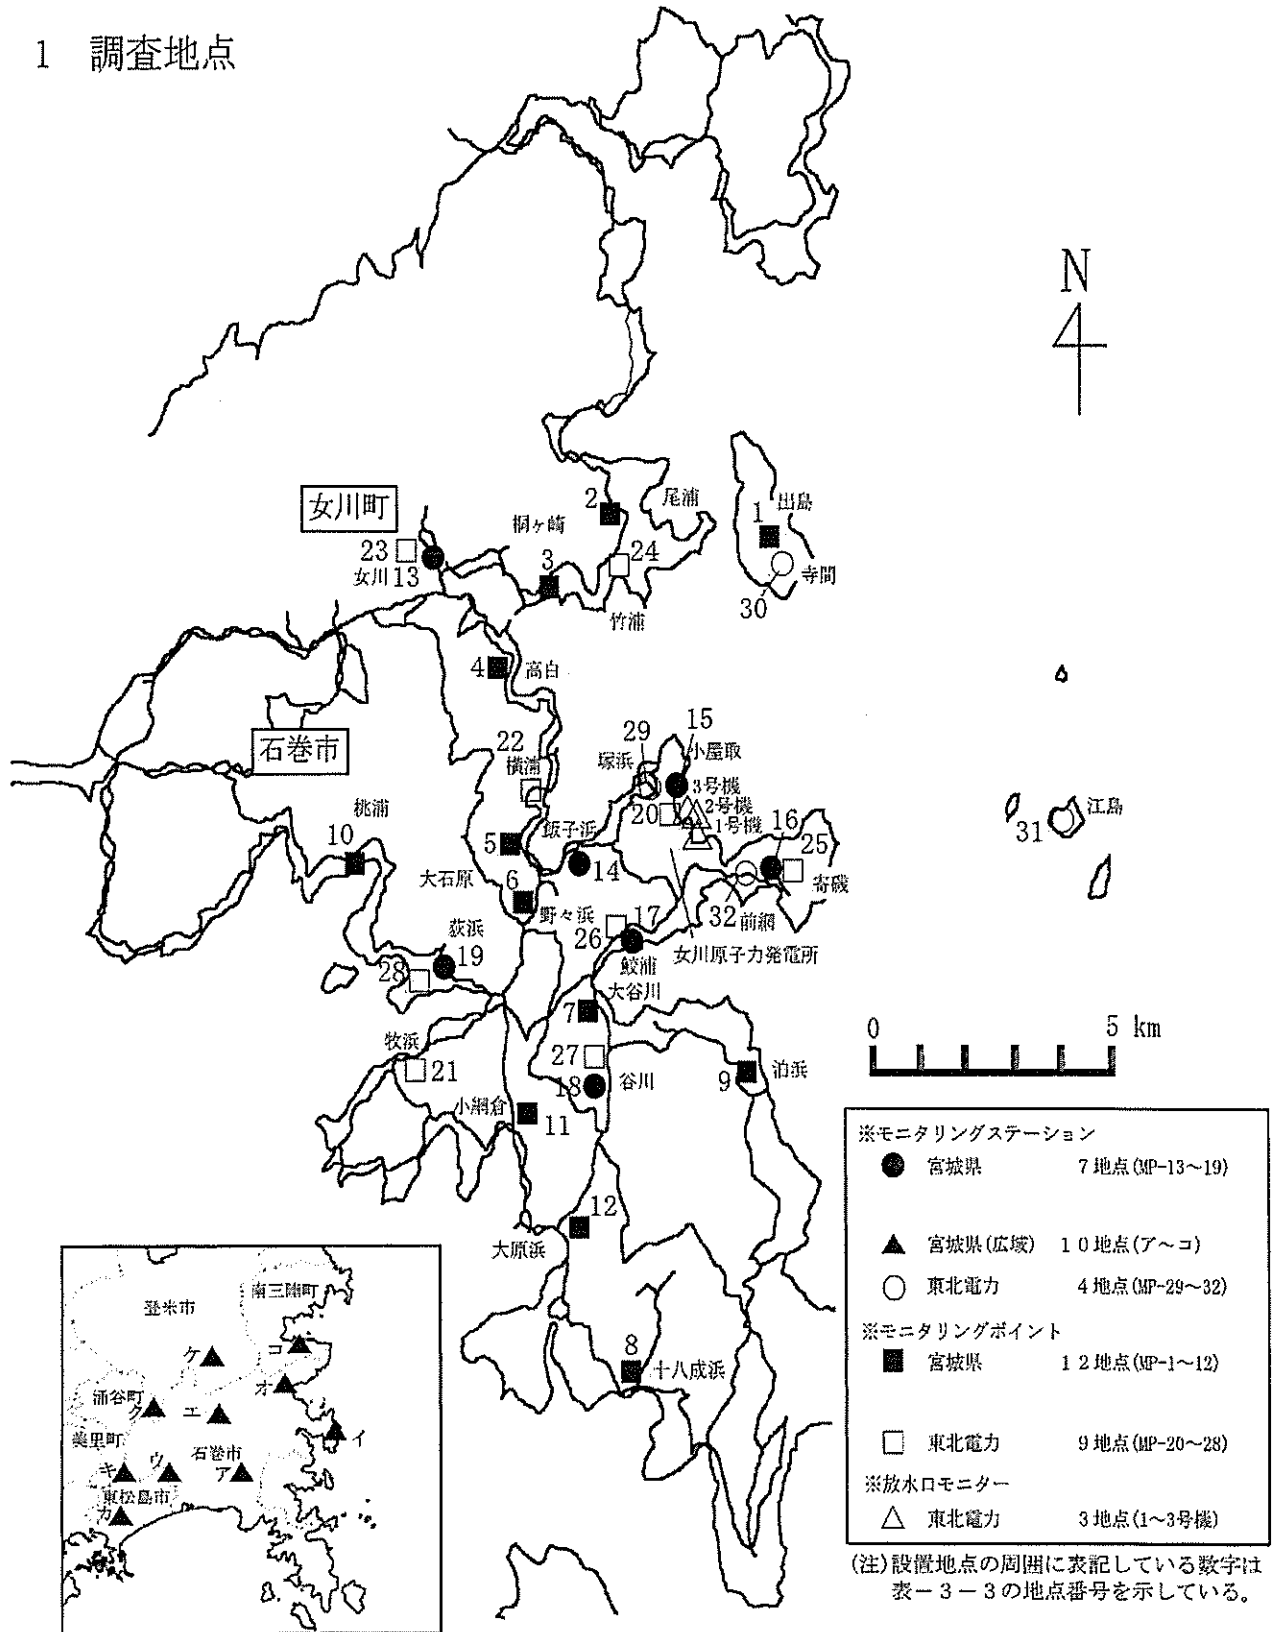 1 調査地点
N
女川町
2
尾浦
桐ヶ崎
1
出島
23
女川 13
3
24
寺間
30
竹浦
4
高白
石巻市
22
横浦
29
15
塚浜
小屋取
3号機
2号機
1号機
20
桃浦
10
5
飯子浜
14
16
25
寄磯
31
江島
大石原
6
野々浜
32
前網
17
26
鮫浦
女川原子力発電所
荻浜
19
28
大谷川
7
0 5 km
牧浜
21
27
18
谷川
9
泊浜
小網倉
11
12
大原浜
8
十八成浜
※モニタリングステーション
● 宮城県 7地点(MP-13~19)
▲ 宮城県(広域) 10地点(ア~コ)
○ 東北電力 4地点(MP-29~32)
※モニタリングポイント
■ 宮城県 12地点(MP-1~12)
□ 東北電力 9地点(MP-20~28)
※放水口モニター
△ 東北電力 3地点(1~3号機)
(注)設置地点の周囲に表記している数字は
表-3-3の地点番号を示している。
南三陸町
登米市
コ
ケ
オ
涌谷町
ク
エ
イ
美里町
石巻市
キ
ウ
ア
東松島市
カ